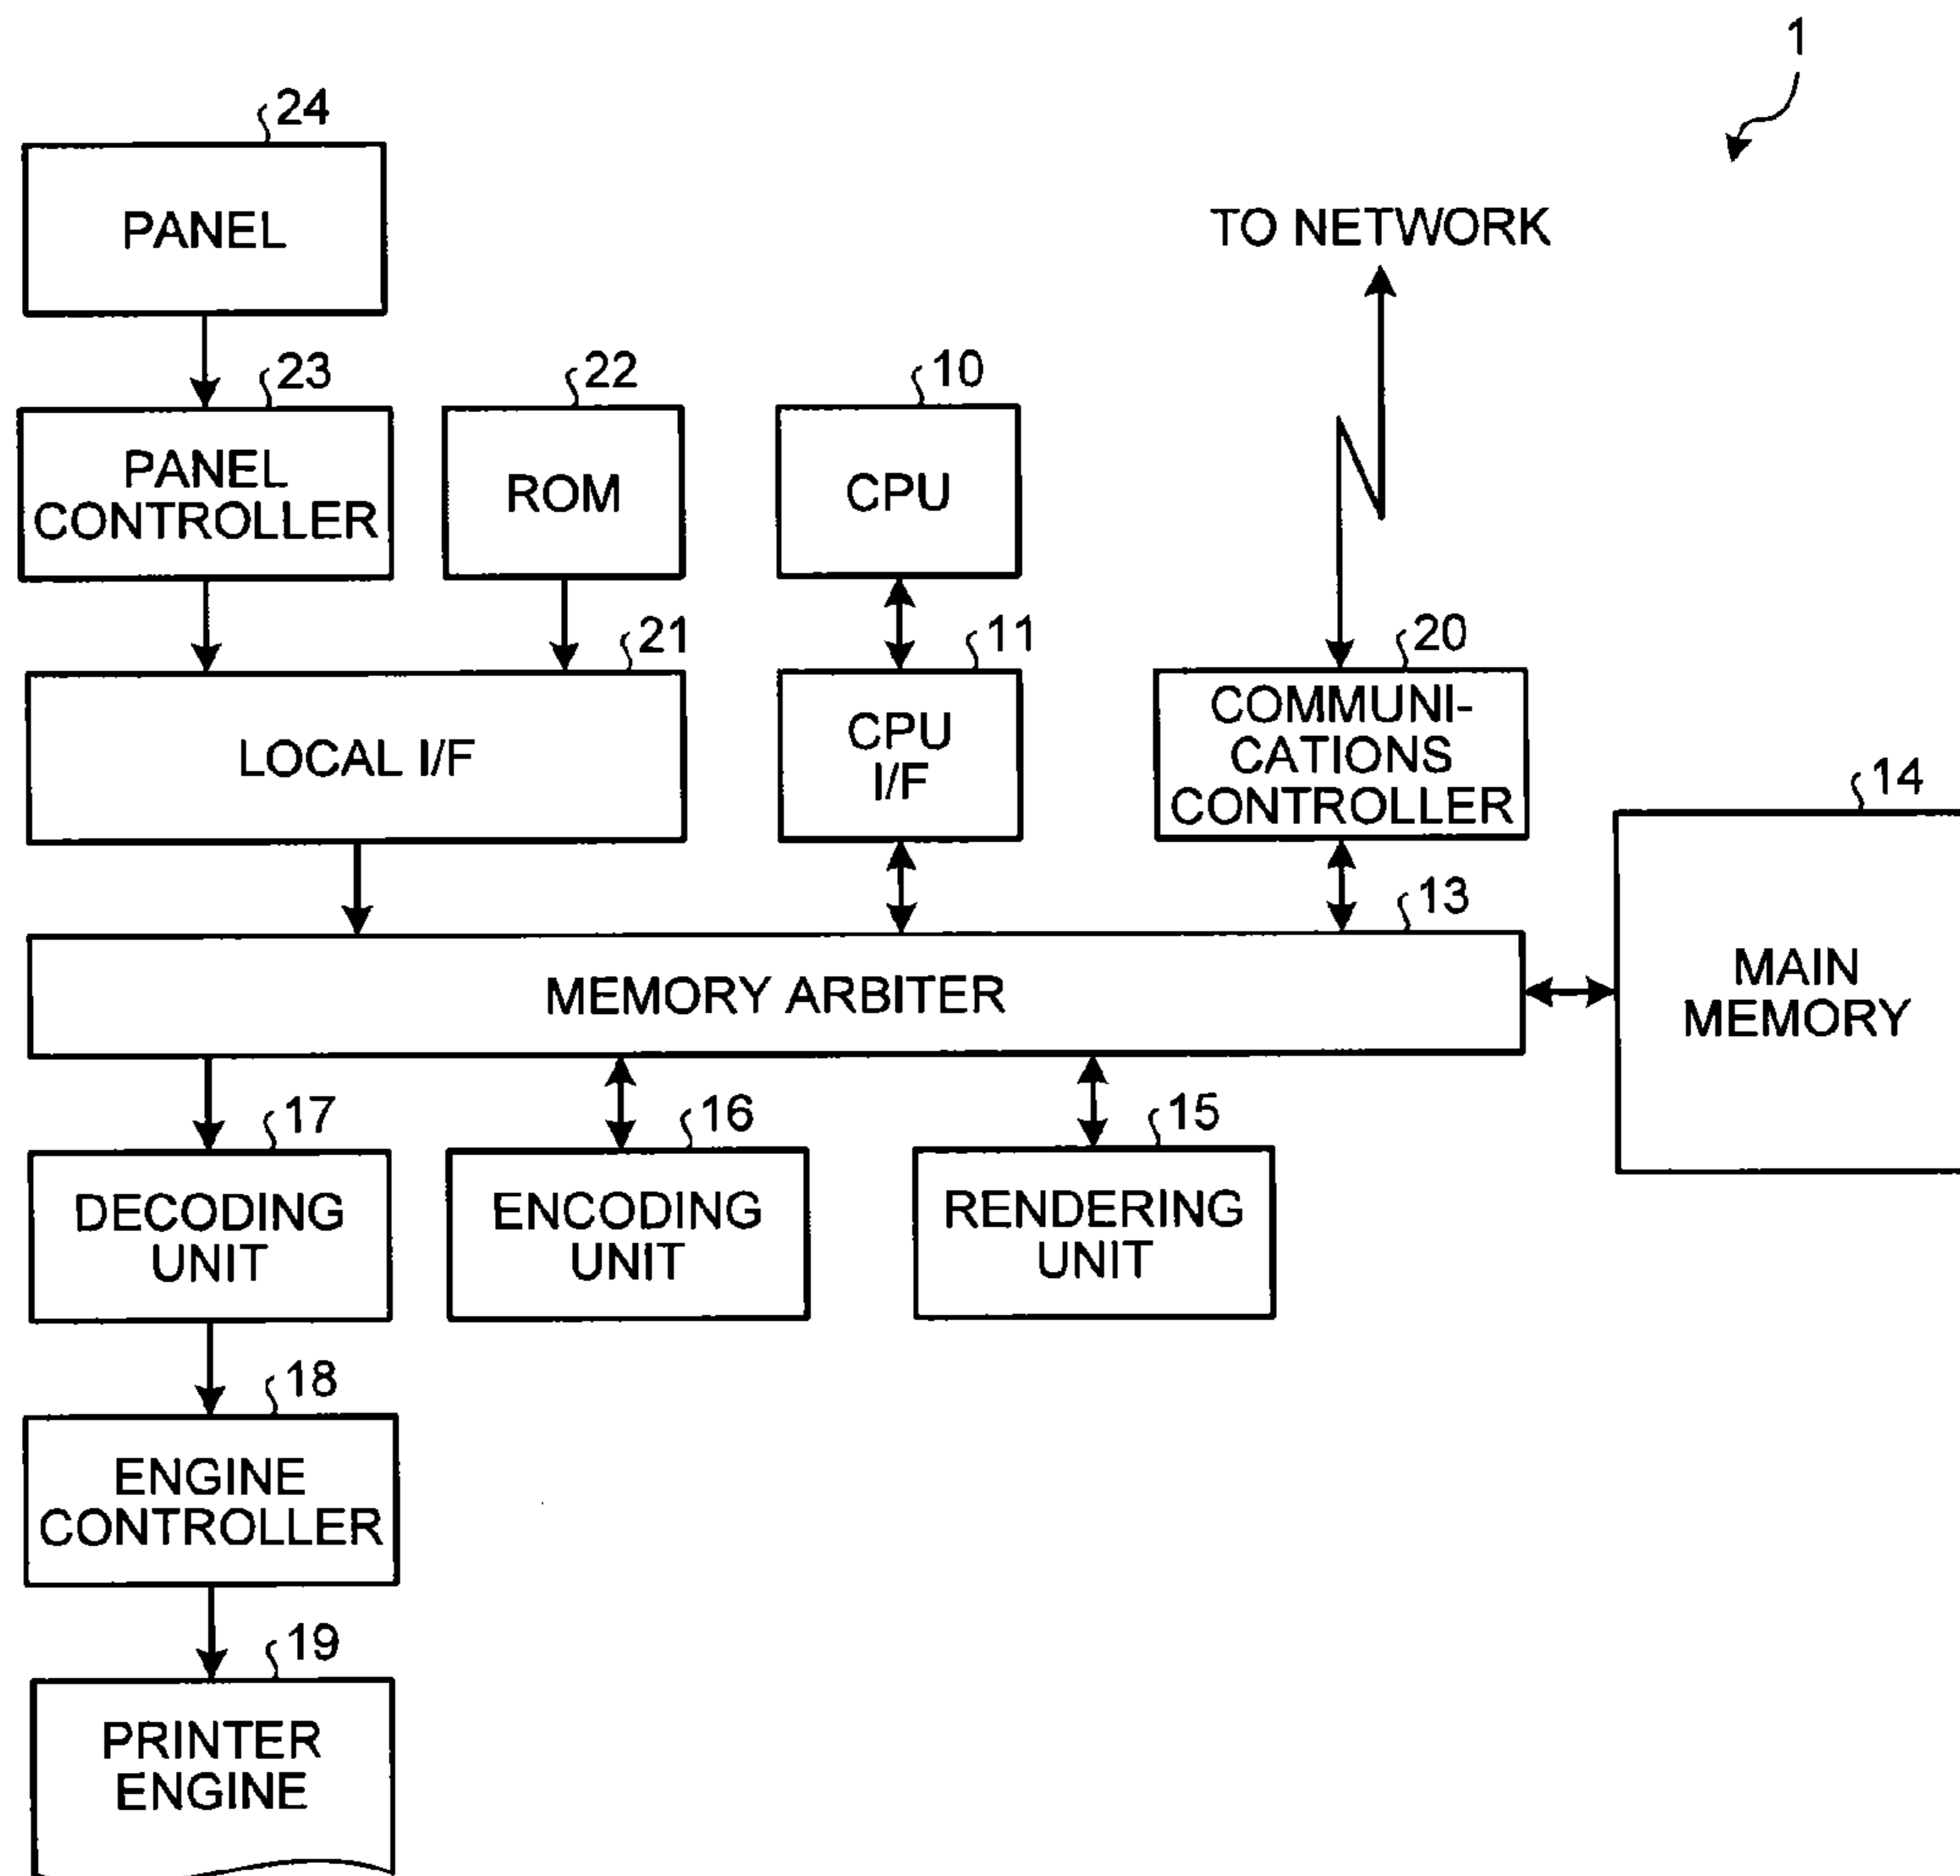 1
24
PANEL
TO NETWORK
23
22
10
PANEL
CONTROLLER
ROM
CPU
21
11
20
LOCAL I/F
CPU
I/F
COMMUNI-
CATIONS
CONTROLLER
14
13
MEMORY ARBITER
MAIN
MEMORY
17
16
15
DECODING
UNIT
ENCODING
UNIT
RENDERING
UNIT
18
ENGINE
CONTROLLER
19
PRINTER
ENGINE